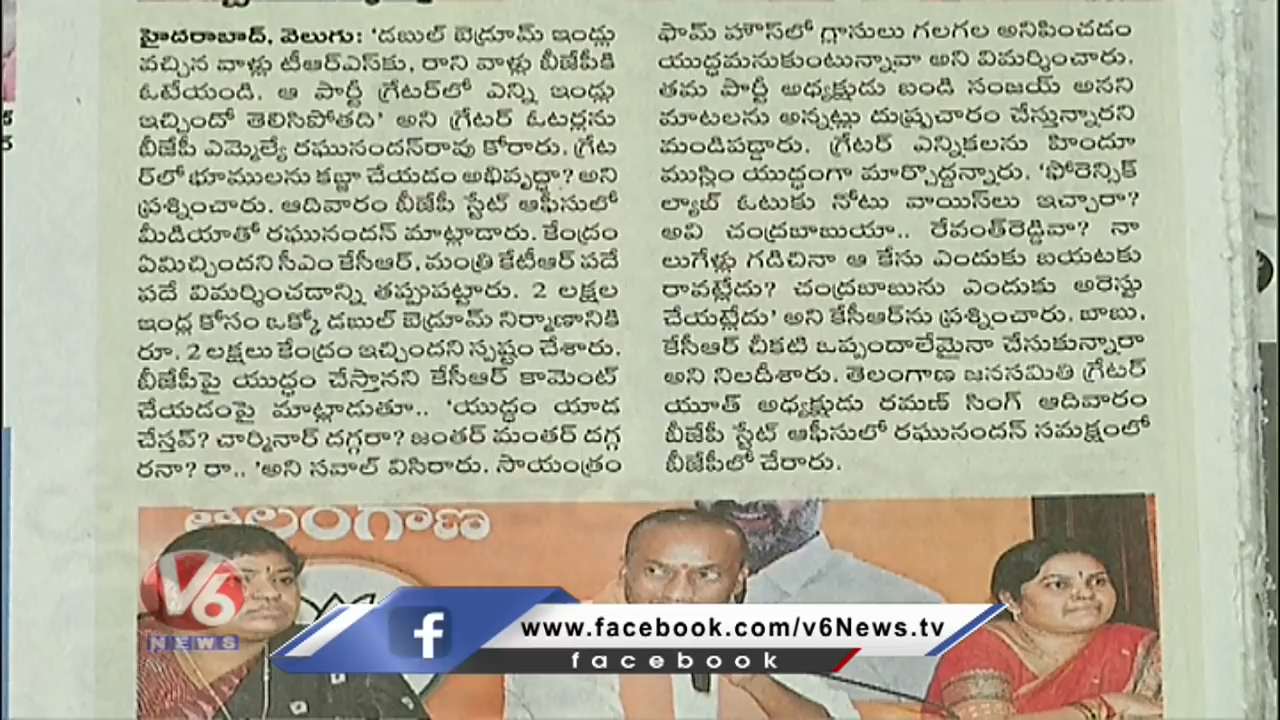 హైదరాబాద్, వెలుగు: 'డబుల్ బెడ్రూమ్ ఇండ్లు
వచ్చిన వాళ్లు టీఆర్ఎస్‌కు, రాని వాళ్లు బీజేపీకి
ఓటేయండి. ఆ పార్టీ గ్రేటర్‌లో ఎన్ని ఇండ్లు
ఇచ్చిందో తెలిసిపోతది' అని గ్రేటర్ ఓటర్లను
బీజేపీ ఎమ్మెల్యే రఘునందన్‌రావు కోరారు. గ్రేట
ర్‌లో భూములను కబ్జా చేయడం అభివృద్ధా? అని
ప్రశ్నించారు. ఆదివారం బీజేపీ స్టేట్ ఆఫీసులో
మీడియాతో రఘునందన్ మాట్లాడారు. కేంద్రం
ఏమిచ్చిందని సీఎం కేసీఆర్, మంత్రి కేటీఆర్ పదే
పదే విమర్శించడాన్ని తప్పుపట్టారు. 2 లక్షల
ఇండ్ల కోసం ఒక్కో డబుల్ బెడ్రూమ్ నిర్మాణానికి
రూ. 2 లక్షలు కేంద్రం ఇచ్చిందని స్పష్టం చేశారు.
బీజేపీపై యుద్ధం చేస్తానని కేసీఆర్ కామెంట్
చేయడంపై మాట్లాడుతూ.. 'యుద్ధం యాడ
చేస్తవ్? చార్మినార్ దగ్గరా? జంతర్ మంతర్ దగ్గ
రనా? రా.. 'అని సవాల్ విసిరారు. సాయంత్రం
ఫామ్ హౌస్‌లో గ్లాసులు గలగల అనిపించడం
యుద్ధమనుకుంటున్నావా అని విమర్శించారు.
తమ పార్టీ అధ్యక్షుడు బండి సంజయ్ అనని
మాటలను అన్నట్లు దుష్ప్రచారం చేస్తున్నారని
మండిపడ్డారు. గ్రేటర్ ఎన్నికలను హిందూ
ముస్లిం యుద్ధంగా మార్చొద్దన్నారు. 'ఫోరెన్సిక్
ల్యాబ్ ఓటుకు నోటు వాయిస్‌లు ఇచ్చారా?
అవి చంద్రబాబుయా.. రేవంత్‌రెడ్డివా? నా
లుగేళ్లు గడిచినా ఆ కేసు ఎందుకు బయటకు
రావట్లేదు? చంద్రబాబును ఎందుకు అరెస్టు
చేయట్లేదు' అని కేసీఆర్‌ను ప్రశ్నించారు. బాబు,
కేసీఆర్ చీకటి ఒప్పందాలేమైనా చేసుకున్నారా
అని నిలదీశారు. తెలంగాణ జనసమితి గ్రేటర్
యూత్ అధ్యక్షుడు రమణ్ సింగ్ ఆదివారం
బీజేపీ స్టేట్ ఆఫీసులో రఘునందన్ సమక్షంలో
బీజేపీలో చేరారు.
తెలంగాణ
V6
NEWS
f
www.facebook.com/v6News.tv
facebook